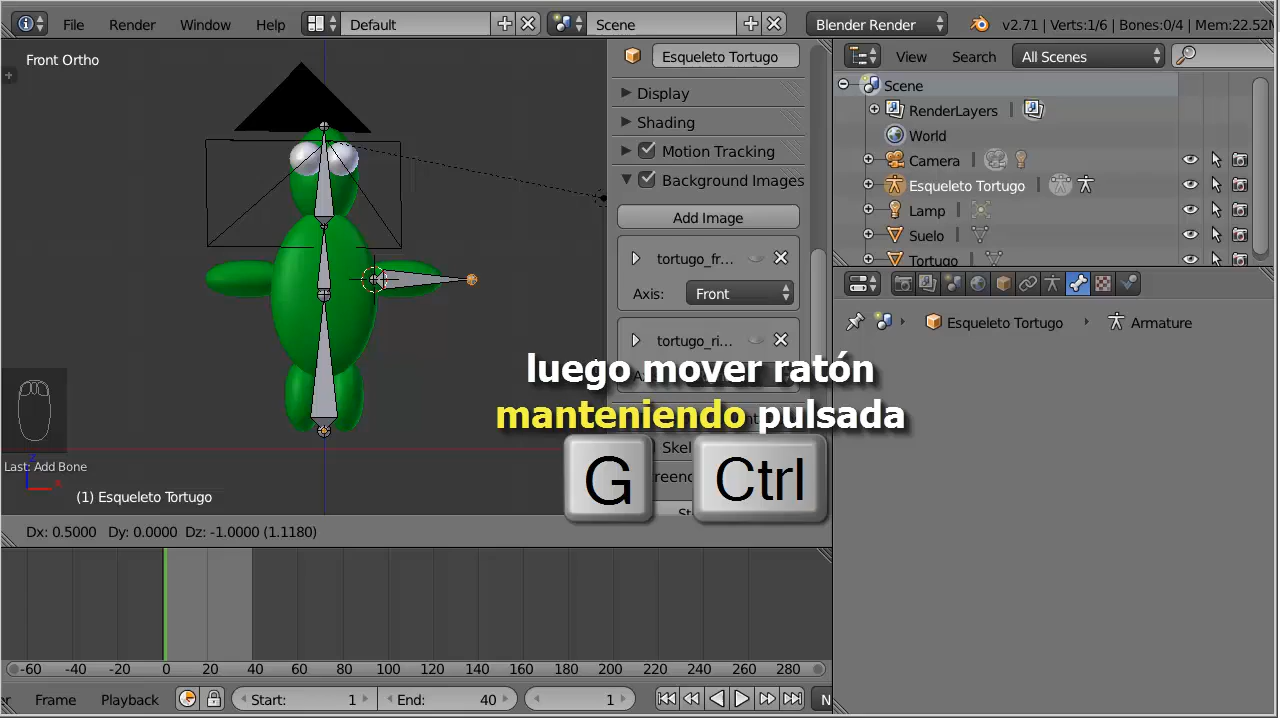 File Render Window Help Default Scene Blender Render v2.71 | Verts:1/6 | Bones:0/4 | Mem:22.52M
Front Ortho
Esqueleto Tortugo
Display
Shading
Motion Tracking
Background Images
Add Image
tortugo_fr...
Axis: Front
tortugo_ri...
View Search All Scenes
Scene
RenderLayers
World
Camera
Esqueleto Tortugo
Lamp
Suelo
Tortugo
Esqueleto Tortugo Armature
luego mover ratón
manteniendo pulsada
G Ctrl
Skel
Last: Add Bone
z
x
(1) Esqueleto Tortugo
Dx: 0.5000 Dy: 0.0000 Dz: -1.0000 (1.1180)
-60 -40 -20 0 20 40 60 80 100 120 140 160 180 200 220 240 260 280
Frame Playback Start: 1 End: 40 1 N